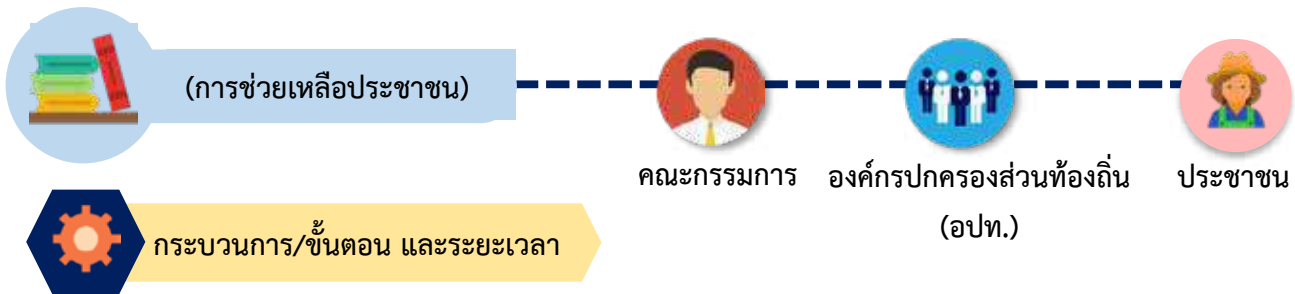 (การช่วยเหลือประชาชน)
คณะกรรมการ
องค์กรปกครองส่วนท้องถิ่น
(อปท.)
ประชาชน
กระบวนการ/ขั้นตอน และระยะเวลา